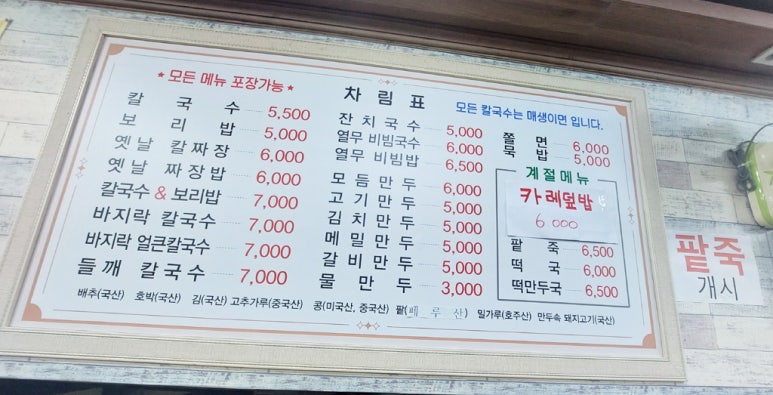 * 모든 메뉴 포장가능 *
차 림 표
모든 칼국수는 매생이면 입니다.
칼 국 수 5,500
보 리 밥 5,000
옛날 칼짜장 6,000
옛날 짜장밥 6,000
칼국수 & 보리밥 7,000
바지락 칼국수 7,000
바지락 얼큰칼국수 7,000
들깨 칼국수 7,000
잔치국수 5,000
열무 비빔국수 6,000
열무 비빔밥 6,500
모듬만두 6,000
고기만두 5,000
김치만두 5,000
메밀만두 5,000
갈비만두 5,000
물만두 3,000
쫄 면 6,000
묵 밥 5,000
계절메뉴
카레덮밥
6.000
팥 죽 6,500
떡 국 6,000
떡만두국 6,500
배추(국산) 호박(국산) 김(국산) 고추가루(중국산) 콩(미국산, 중국산) 팥(페루산) 밀가루(호주산) 만두속 돼지고기(국산)
팥죽
개시